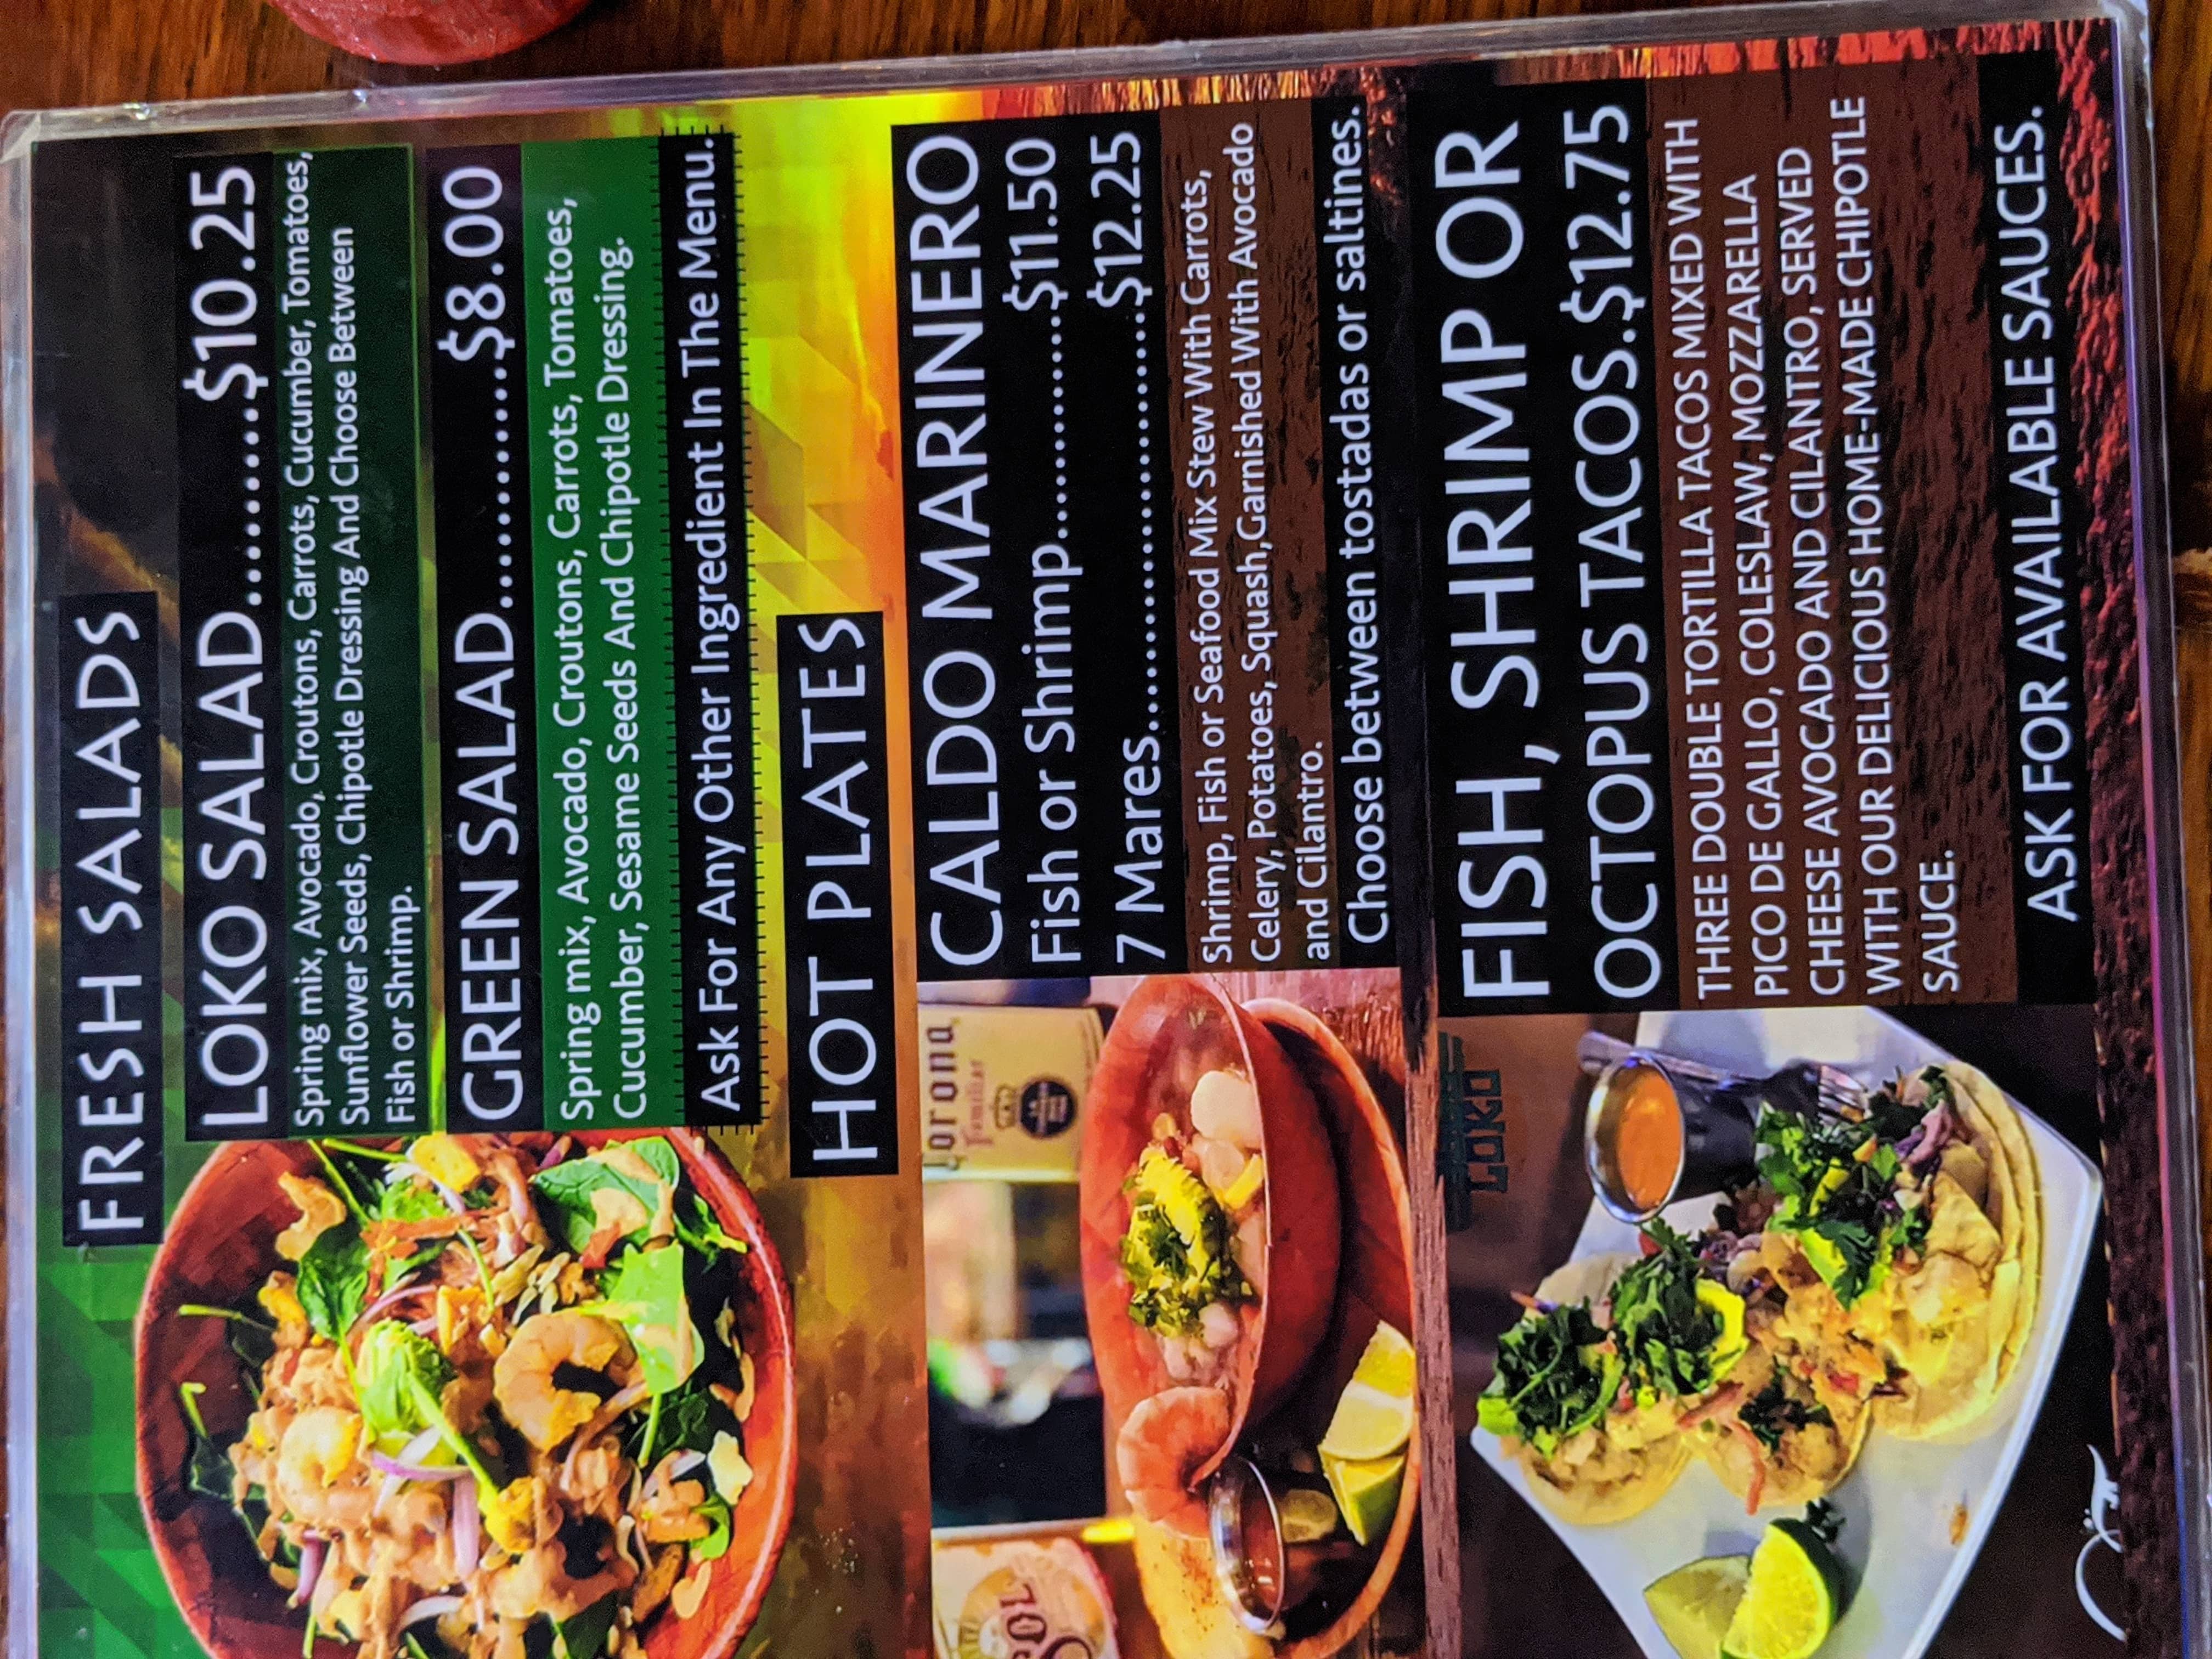 FRESH SALADS
LOKO SALAD..........$10.25
Spring mix, Avocado, Croutons, Carrots, Cucumber, Tomatoes,
Sunflower Seeds, Chipotle Dressing And Choose Between
Fish or Shrimp.
GREEN SALAD..............$8.00
Spring mix, Avocado, Croutons, Carrots, Tomatoes,
Cucumber, Sesame Seeds And Chipotle Dressing.
Ask For Any Other Ingredient In The Menu.
HOT PLATES
CALDO MARINERO
Fish or Shrimp.................$11.50
7 Mares................................$12.25
Shrimp, Fish or Seafood Mix Stew With Carrots,
Celery, Potatoes, Squash,Garnished With Avocado
and Cilantro.
Choose between tostadas or saltines.
FISH, SHRIMP OR
OCTOPUS TACOS.$12.75
THREE DOUBLE TORTILLA TACOS MIXED WITH
PICO DE GALLO, COLESLAW, MOZZARELLA
CHEESE AVOCADO AND CILANTRO, SERVED
WITH OUR DELICIOUS HOME-MADE CHIPOTLE
SAUCE.
ASK FOR AVAILABLE SAUCES.
orona
Familiar
SOL
LOKO